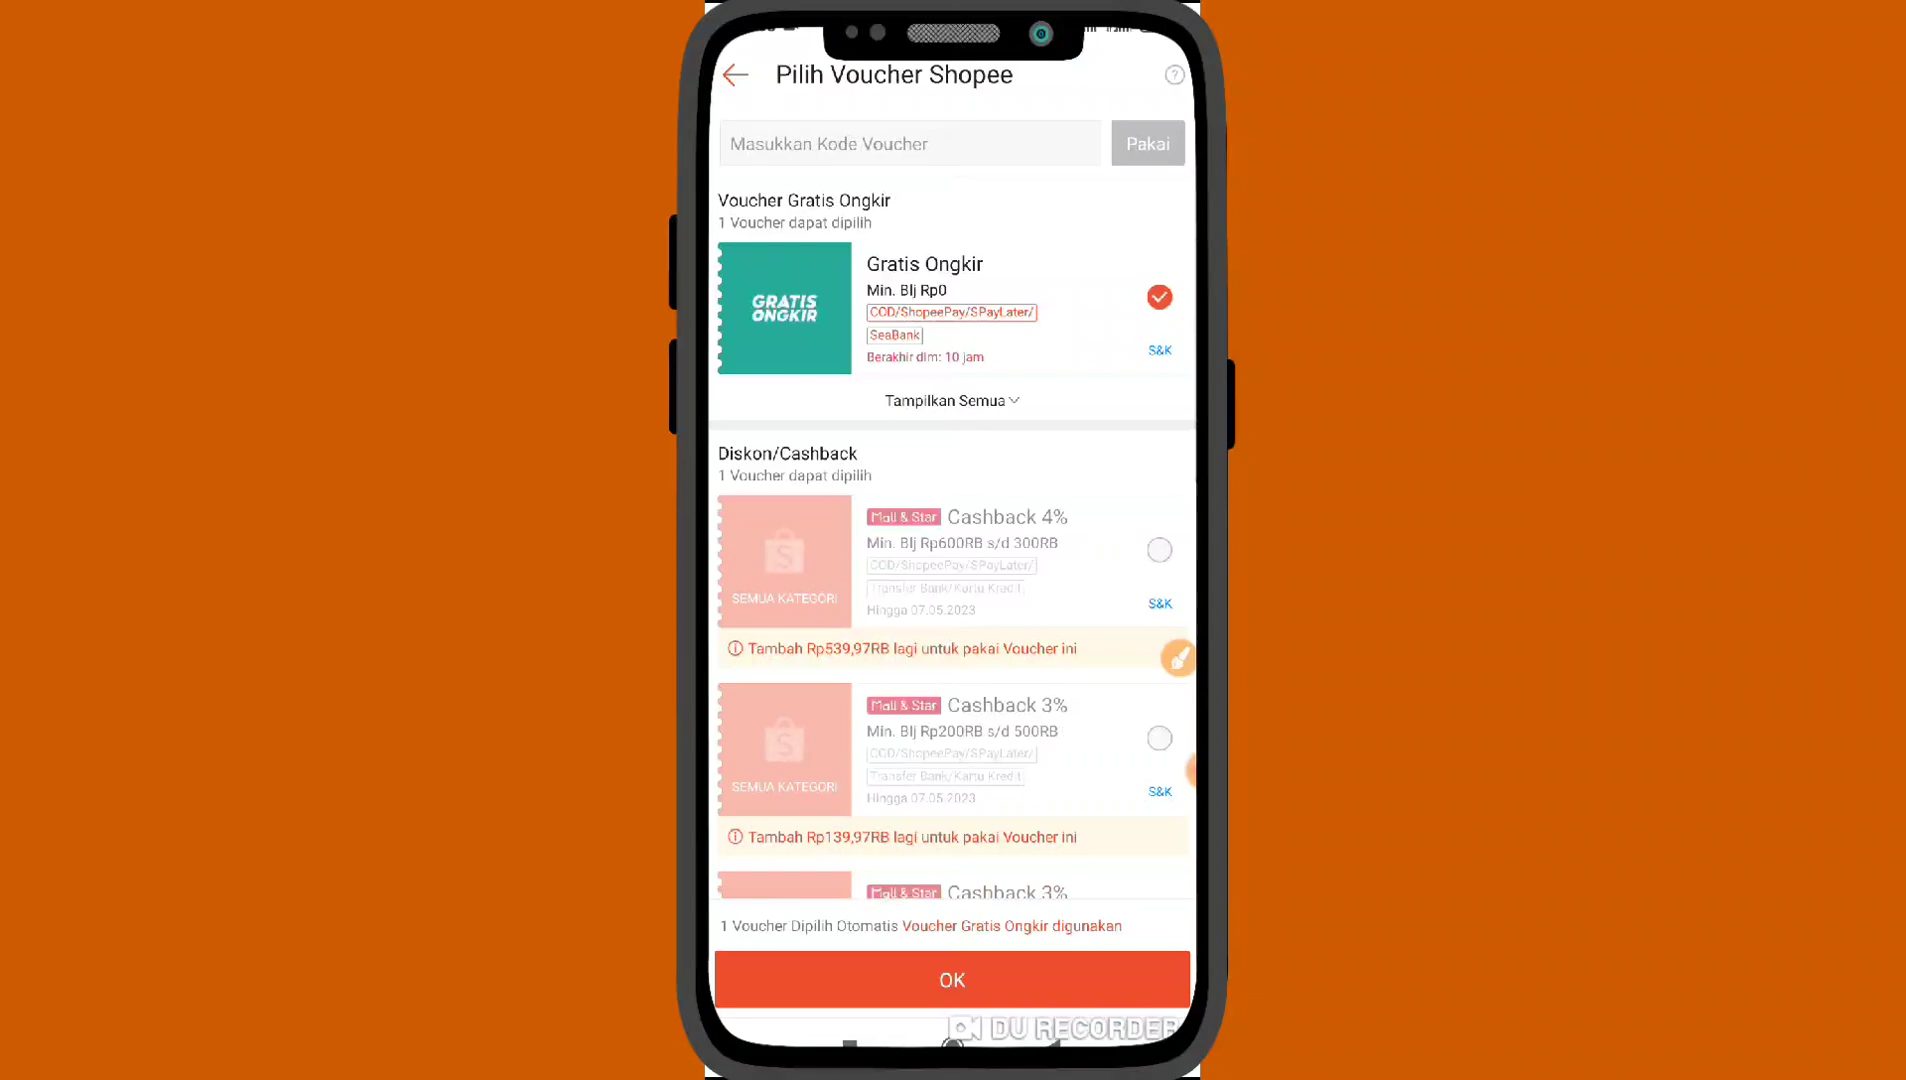 Pilih Voucher Shopee
?
Masukkan Kode Voucher
Pakai
Voucher Gratis Ongkir
1 Voucher dapat dipilih
GRATIS
ONGKIR
Gratis Ongkir
Min. Blj Rp0
COD/ShopeePay/SPayLater/
SeaBank
Berakhir dlm: 10 jam
S&K
Tampilkan Semua
Diskon/Cashback
1 Voucher dapat dipilih
S
SEMUA KATEGORI
Mall & Star Cashback 4%
Min. Blj Rp600RB s/d 300RB
COD/ShopeePay/SPayLater/
Transfer Bank/Kartu Kredit
Hingga 07.05.2023
S&K
Tambah Rp539,97RB lagi untuk pakai Voucher ini
S
SEMUA KATEGORI
Mall & Star Cashback 3%
Min. Blj Rp200RB s/d 500RB
COD/ShopeePay/SPayLater/
Transfer Bank/Kartu Kredit
Hingga 07.05.2023
S&K
Tambah Rp139,97RB lagi untuk pakai Voucher ini
Mall & Star Cashback 3%
1 Voucher Dipilih Otomatis Voucher Gratis Ongkir digunakan
OK
DU RECORDER